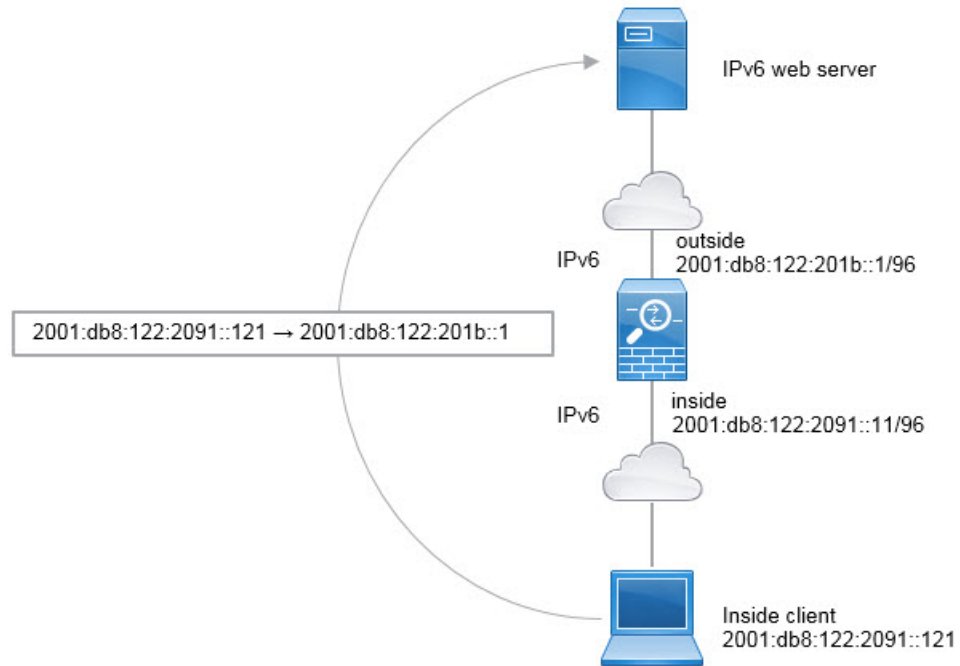 IPv6 web server
outside
IPv6
2001:db8:122:201b::1/96
2001:db8:122:2091::121 → 2001:db8:122:201b::1
inside
IPv6
2001:db8:122:2091::11/96
Inside client
2001:db8:122:2091::121